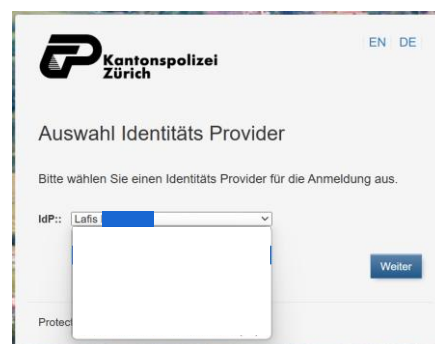 EN DE
Kantonspolizei
Zürich
Auswahl Identitäts Provider
Bitte wählen Sie einen Identitäts Provider für die Anmeldung aus.
IdP:: Lafis
Weiter
Protect